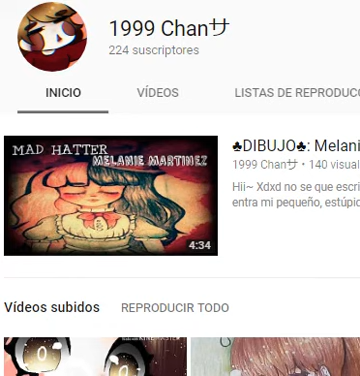 1999 Chanサ
224 suscriptores
INICIO
VÍDEOS
LISTAS DE REPRODUC
MAD HATTER
MELANIE MARTINEZ
4:34
♣DIBUJO♣: Melani
1999 Chanサ • 140 visual
Hii~ Xdxd no se que escri
entra mi pequeño, estúpic
Vídeos subidos
REPRODUCIR TODO